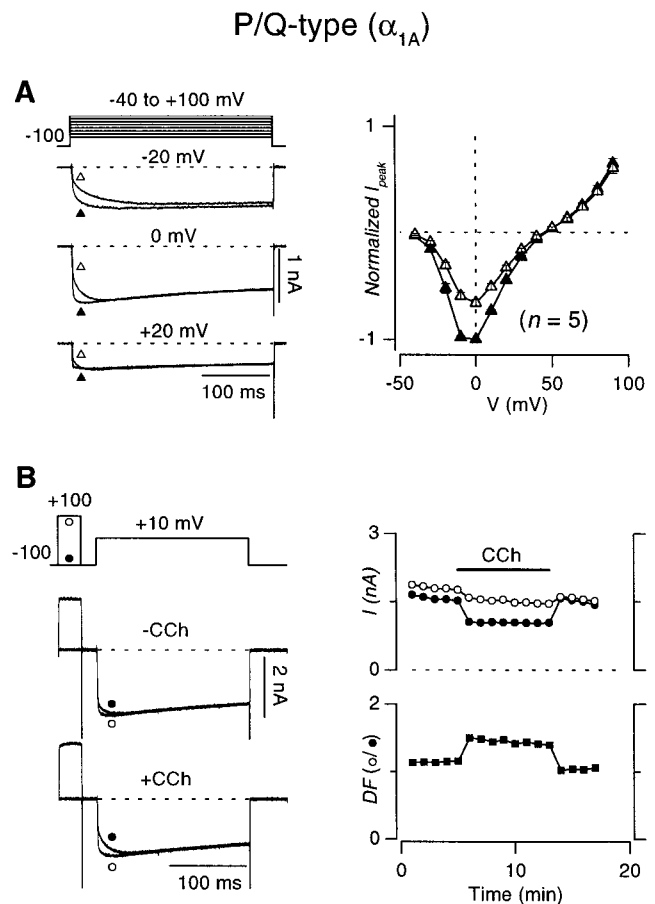 P/Q-type (α1A)
A
-40 to +100 mV
-100
-20 mV
△
▲
0 mV
△
▲
1 nA
+20 mV
△
▲
100 ms
1
Normalized Ipeak
-1
(n = 5)
-50 0 50 100
V (mV)
B
+100
○
+10 mV
-100
●
-CCh
●
○
2 nA
+CCh
●
○
100 ms
3
CCh
I (nA)
0
2
DF (○/●)
0
0 10 20
Time (min)